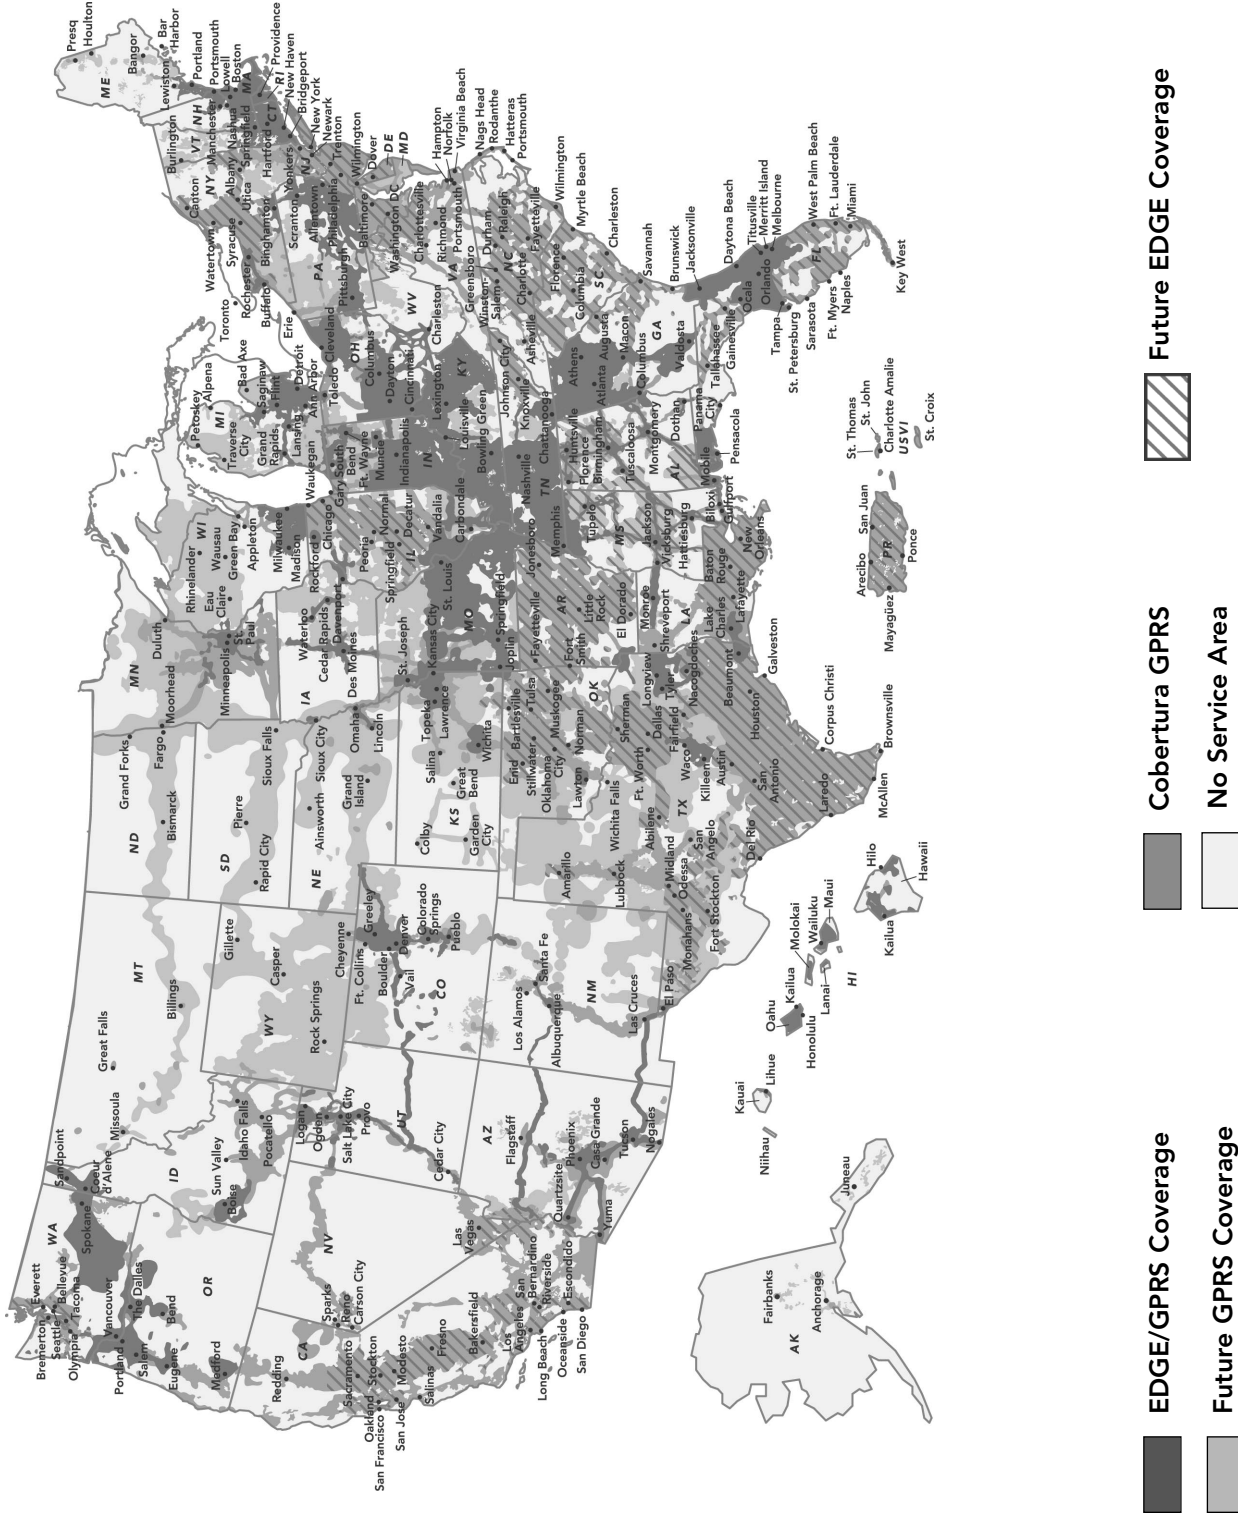 Everett
Bremerton
Bellevue
Seattle
Tacoma
Olympia
WA
Spokane
Sandpoint
Coeur
d'Alene
Vancouver
Portland
The Dalles
Salem
Bend
Eugene
OR
Medford
ID
Sun Valley
Boise
Idaho Falls
Pocatello
Missoula
Great Falls
MT
Billings
Gillette
Casper
WY
Rock Springs
Cheyenne
Redding
CA
Sacramento
Stockton
Oakland
San Francisco
Modesto
San Jose
Salinas
Fresno
Bakersfield
Los
Angeles
San
Bernardino
Riverside
Long Beach
Escondido
Oceaside
San Diego
Sparks
Reno
Carson City
NV
Las
Vegas
Logan
Ogden
Salt Lake City
Provo
UT
Cedar City
AZ
Flagstaff
Quartzsite
Phoenix
Casa Grande
Yuma
Tucson
Nogales
Ft. Collins
Greeley
Boulder
Denver
Vail
Colorado
Springs
CO
Pueblo
Los Alamos
Santa Fe
Albuquerque
NM
Las Cruces
ND
Grand Forks
Fargo
Bismarck
SD
Pierre
Rapid City
Sioux Falls
NE
Ainsworth
Sioux City
Grand
Island
Omaha
Lincoln
KS
Colby
Garden
City
Great
Bend
Salina
Topeka
Lawrence
Wichita
OK
Enid
Bartlesville
Tulsa
Stillwater
Muskogee
Oklahoma
City
Norman
Lawton
TX
Amarillo
Lubbock
Wichita Falls
Sherman
Ft. Worth
Dallas
Abilene
Midland
Odessa
Monahans
El Paso
Fort Stockton
San
Angelo
Longview
Tyler
Fairfield
Nacogdoches
Waco
Killeen
Austin
Beaumont
Houston
Galveston
San
Antonio
Del Rio
Laredo
Corpus Christi
McAllen
Brownsville
MN
Moorhead
Duluth
Minneapolis
St.
Paul
IA
Waterloo
Cedar Rapids
Davenport
Des Moines
MO
St. Joseph
Kansas City
St. Louis
Springfield
Joplin
AR
Fayetteville
Jonesboro
Fort
Smith
Little
Rock
El Dorado
LA
Monroe
Shreveport
Lake
Charles
Lafayette
Baton
Rouge
New
Orleans
WI
Rhinelander
Wausau
Eau
Claire
Green Bay
Appleton
Milwaukee
Madison
IL
Rockford
Waukegan
Chicago
Peoria
Normal
Springfield
Decatur
Vandalia
Carbondale
MI
Petoskey
Alpena
Traverse
City
Bad Axe
Saginaw
Flint
Grand
Rapids
Lansing
Detroit
Ann Arbor
IN
Gary
South
Bend
Ft. Wayne
Muncie
Indianapolis
OH
Toledo
Cleveland
Columbus
Dayton
Cincinnati
KY
Lexington
Louisville
Bowling Green
TN
Nashville
Memphis
Chattanooga
Knoxville
Johnson City
MS
Tupelo
Jackson
Vicksburg
Hattiesburg
Biloxi
Gulfport
AL
Huntsville
Florence
Birmingham
Tuscaloosa
Montgomery
Dothan
Mobile
GA
Athens
Atlanta
Augusta
Macon
Columbus
Valdosta
Savannah
Brunswick
FL
Pensacola
Panama
City
Tallahassee
Jacksonville
Gainesville
Ocala
Daytona Beach
Titusville
Merritt Island
Melbourne
Orlando
Tampa
St. Petersburg
Sarasota
Ft. Myers
Naples
West Palm Beach
Ft. Lauderdale
Miami
Key West
SC
Florence
Columbia
Myrtle Beach
Charleston
NC
Winston-
Salem
Greensboro
Durham
Raleigh
Charlotte
Asheville
Fayetteville
Wilmington
Nags Head
Rodanthe
Hatteras
Portsmouth
VA
Charlottesville
Richmond
Portsmouth
Hampton
Norfolk
Virginia Beach
WV
Charleston
Washington DC
Baltimore
MD
DE
Dover
Wilmington
PA
Erie
Pittsburgh
Scranton
Allantown
Philadelphia
NJ
Trenton
Newark
New York
Yonkers
NY
Toronto
Buffalo
Rochester
Syracuse
Watertown
Canton
Utica
Albany
Binghamton
VT
Burlington
NH
Manchester
Nashua
Portsmouth
ME
Presq
Houlton
Bangor
Bar
Harbor
Lewiston
Portland
MA
Lowell
Boston
Springfield
CT
Hartford
New Haven
Bridgeport
RI
Providence
AK
Fairbanks
Anchorage
Juneau
HI
Niihau
Kauai
Lihue
Oahu
Honolulu
Kailua
Molokai
Lanai
Wailuku
Maui
Kailua
Hilo
Hawaii
PR
Arecibo
San Juan
Mayaguez
Ponce
USVI
St. Thomas
St. John
Charlotte Amalie
St. Croix
EDGE/GPRS Coverage
Cobertura GPRS
Future EDGE Coverage
Future GPRS Coverage
No Service Area